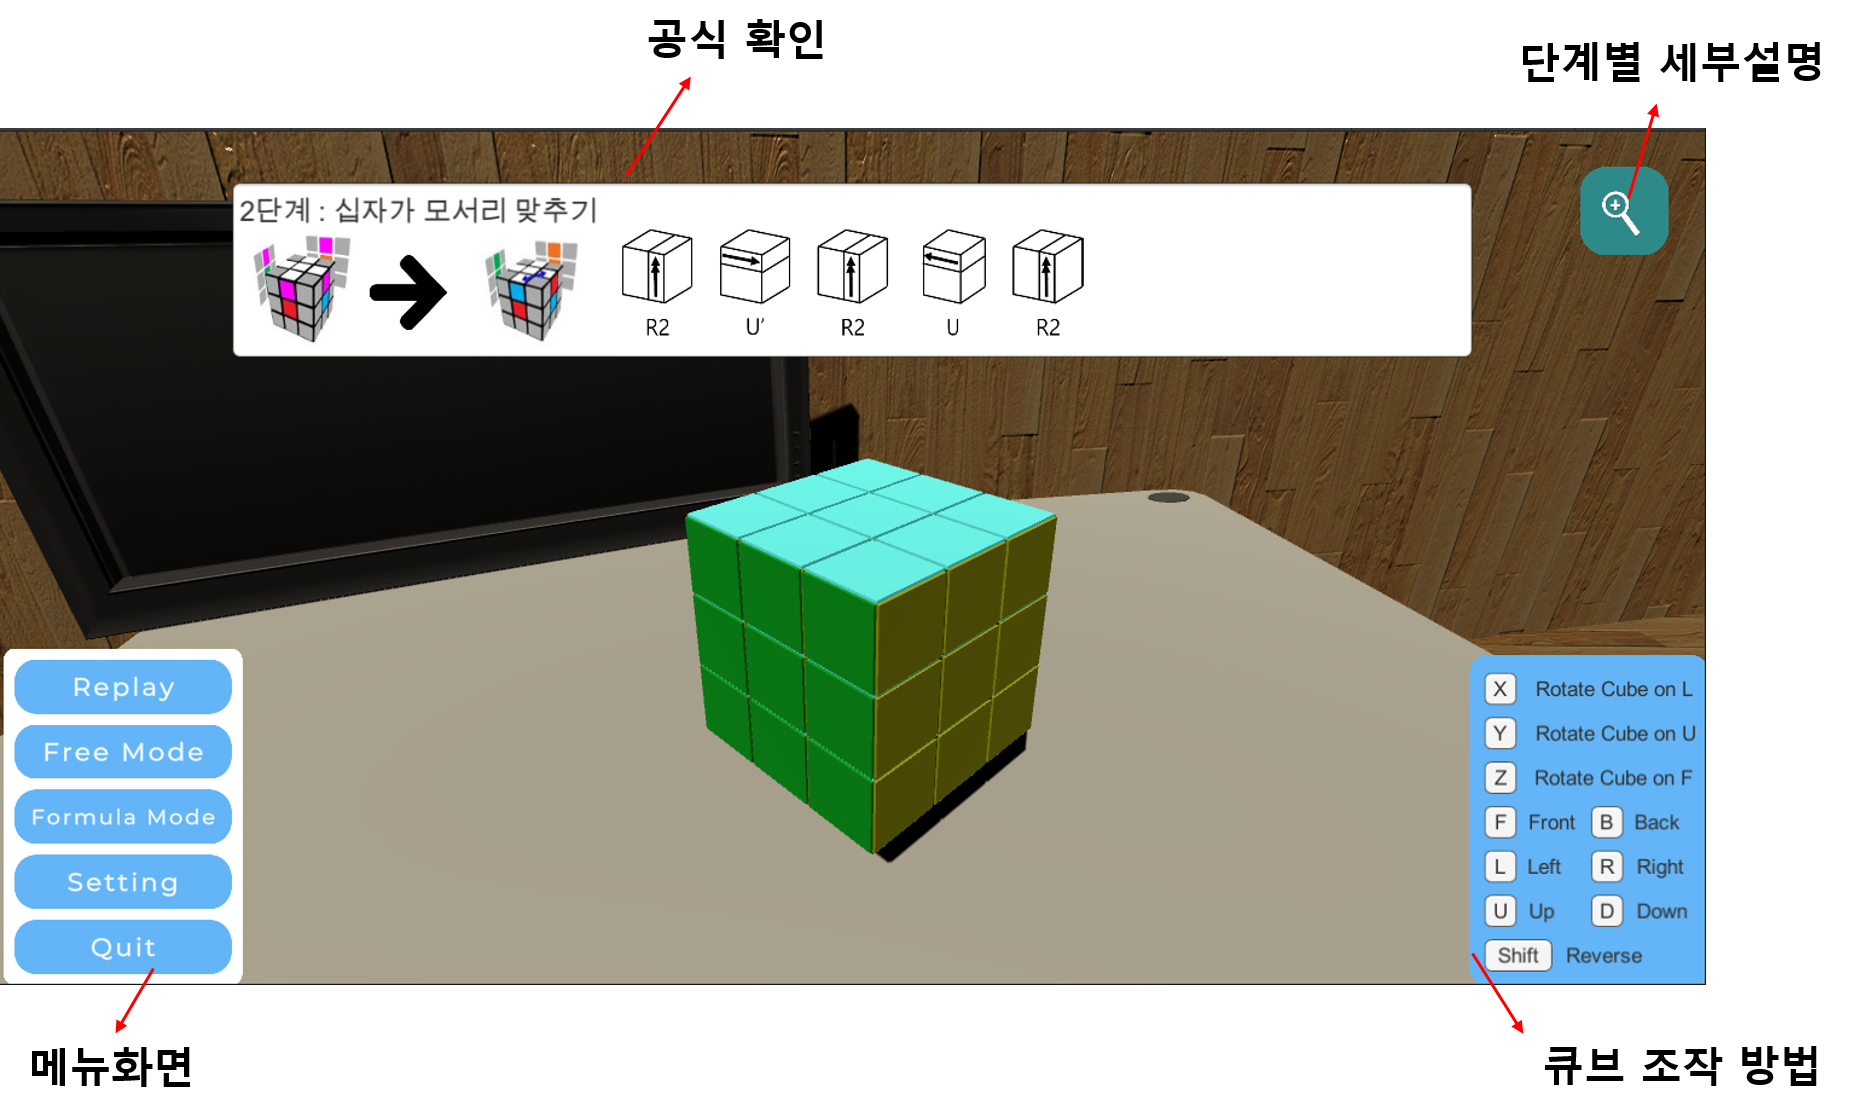 공식 확인
단계별 세부설명
2단계 : 십자가 모서리 맞추기
R2 U’ R2 U R2
Replay
Free Mode
Formula Mode
Setting
Quit
X Rotate Cube on L
Y Rotate Cube on U
Z Rotate Cube on F
F Front B Back
L Left R Right
U Up D Down
Shift Reverse
메뉴화면
큐브 조작 방법